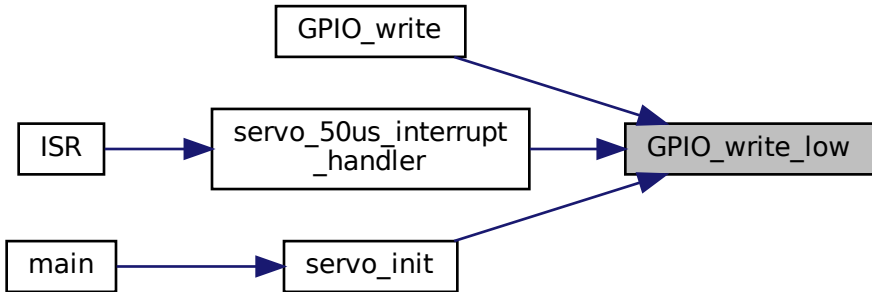 GPIO_write
ISR
servo_50us_interrupt
_handler
GPIO_write_low
main
servo_init